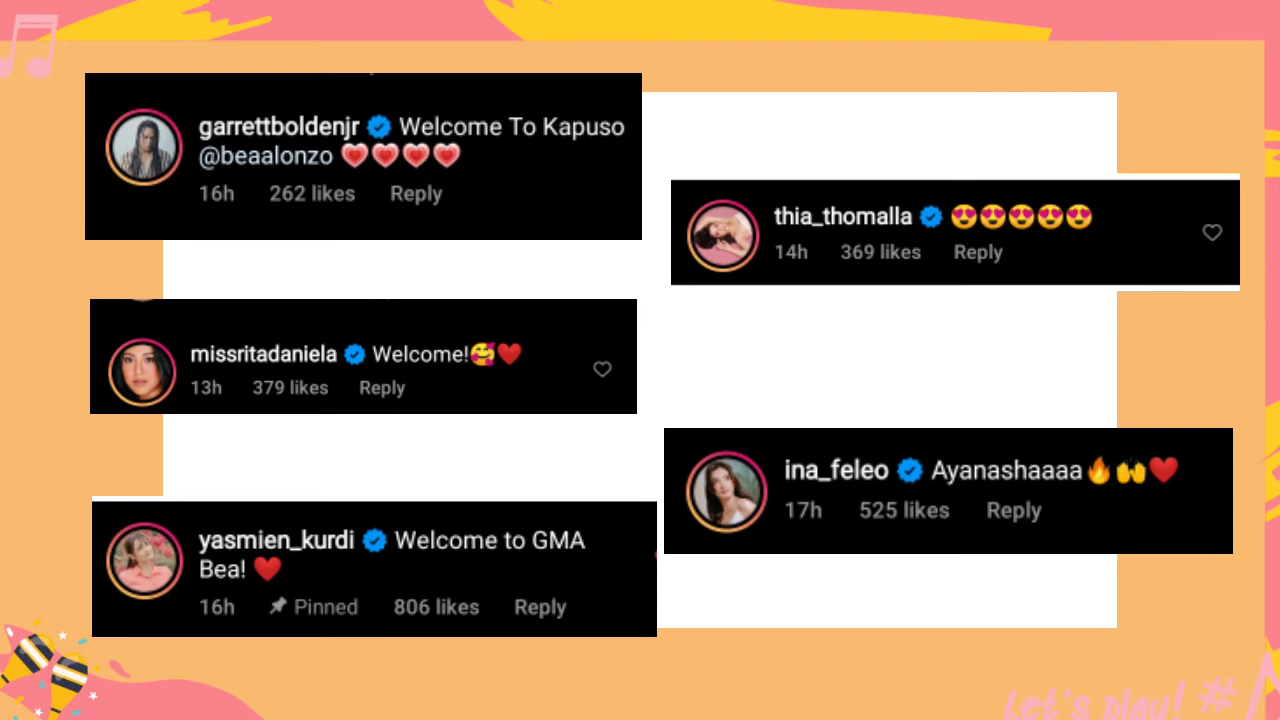 garrettboldenjr Welcome To Kapuso
@beaalonzo 💗💗💗💗
16h 262 likes Reply
thia_thomalla 😍😍😍😍😍
14h 369 likes Reply
missritadaniela Welcome!🥰❤️
13h 379 likes Reply
ina_feleo Ayanashaaaa🔥🙌❤️
17h 525 likes Reply
yasmien_kurdi Welcome to GMA
Bea! ❤️
16h Pinned 806 likes Reply
Let's play! #